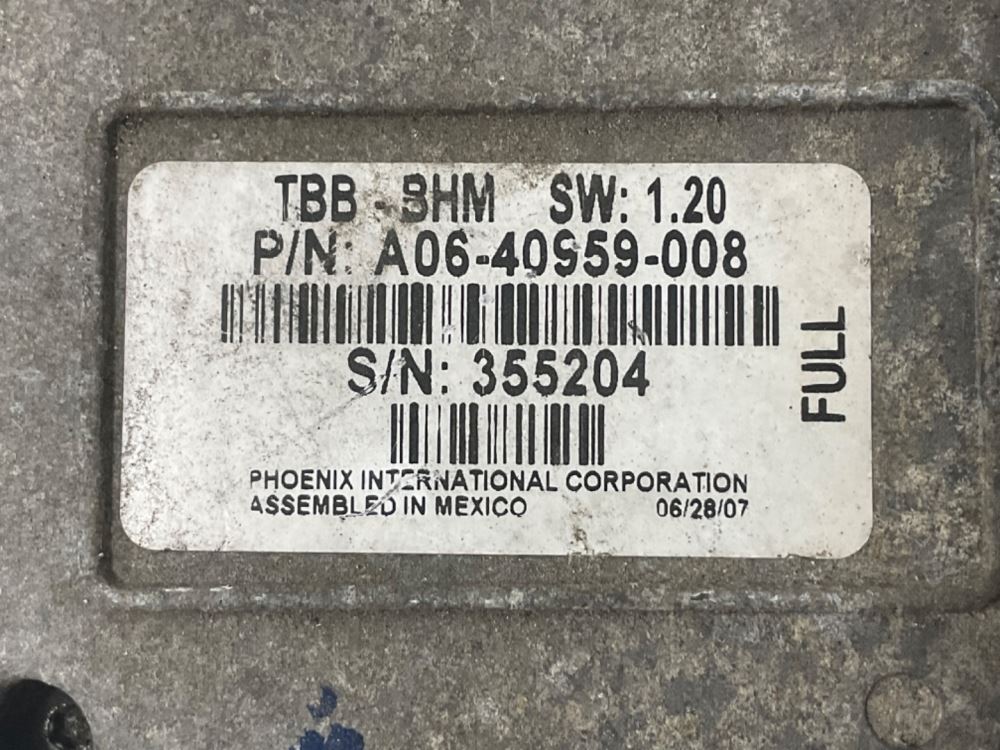 TBB - BHM SW: 1.20
P/N: A06-40959-008
S/N: 355204
PHOENIX INTERNATIONAL CORPORATION
ASSEMBLED IN MEXICO 06/28/07
FULL